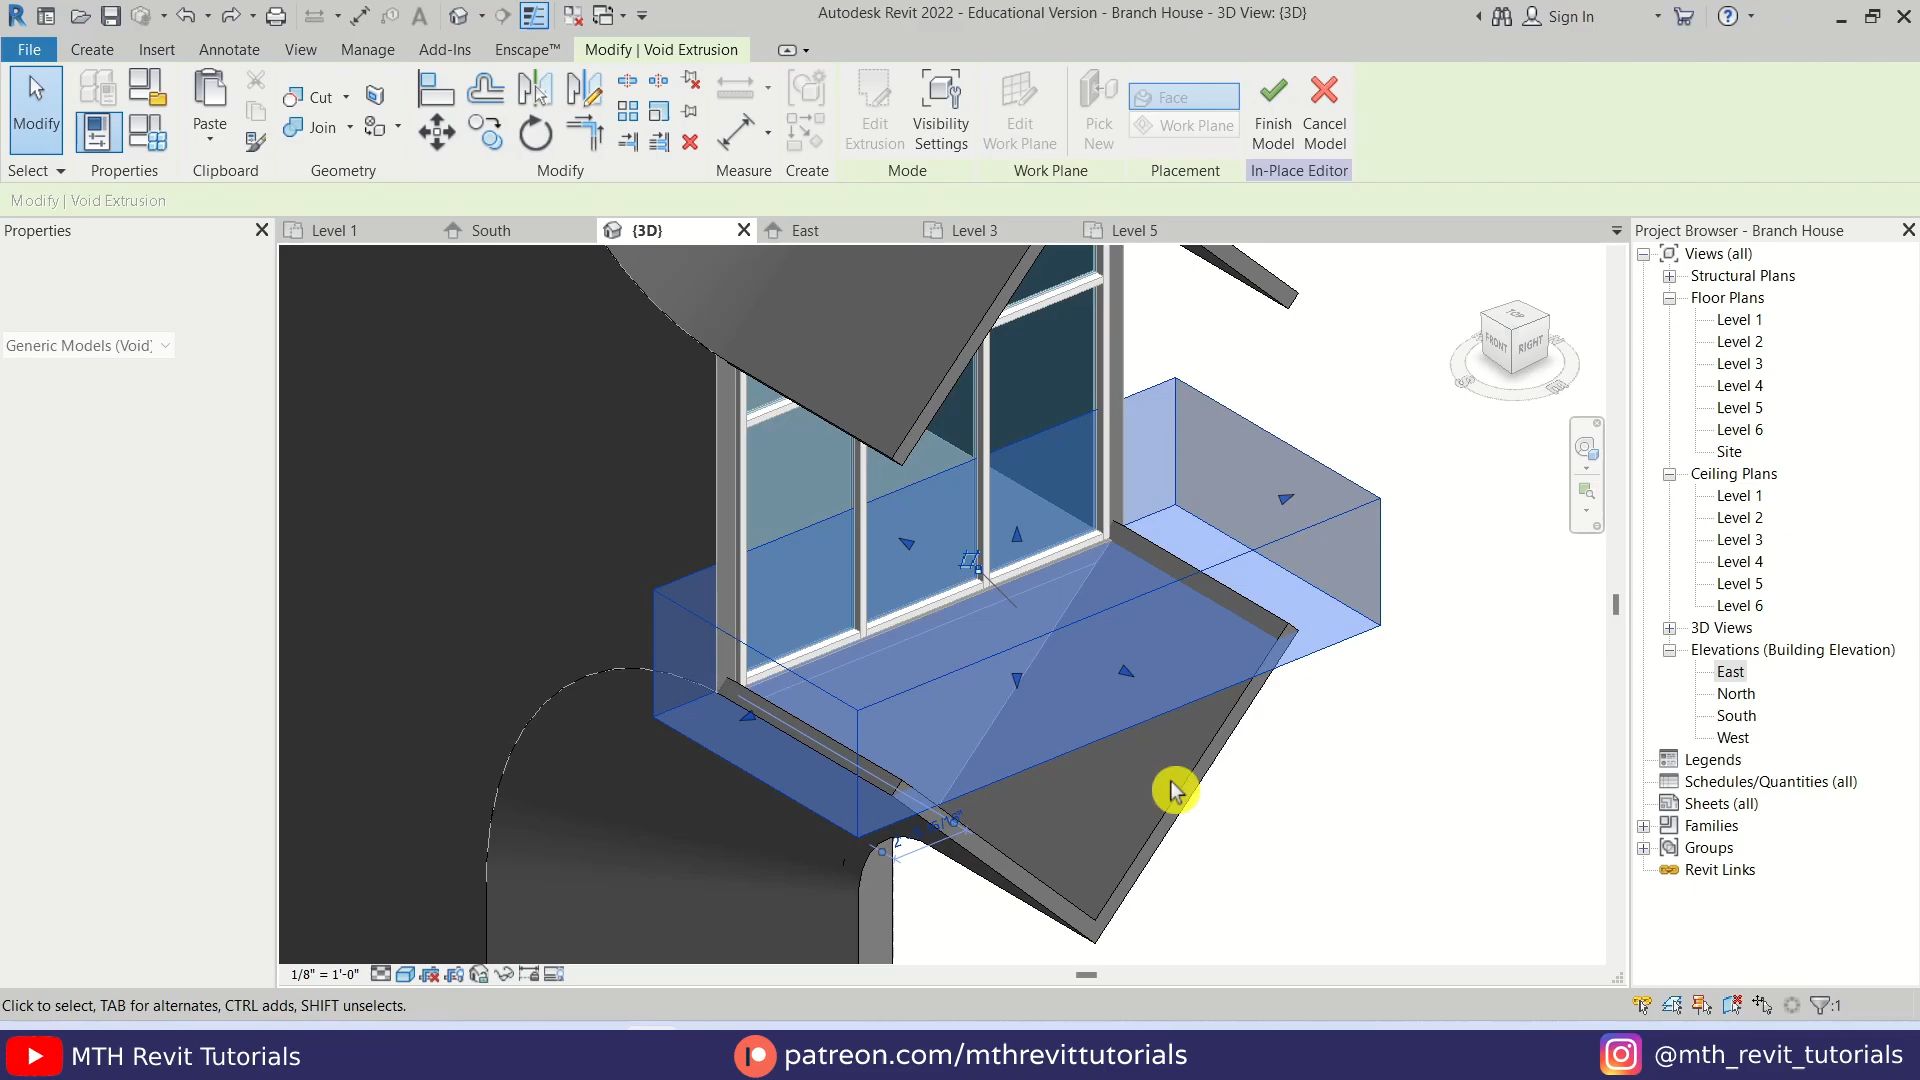 Autodesk Revit 2022 - Educational Version - Branch House - 3D View: {3D}
Sign In
File
Create
Insert
Annotate
View
Manage
Add-Ins
Enscape™
Modify | Void Extrusion
Modify
Paste
Cut
Join
Edit
Extrusion
Visibility
Settings
Edit
Work Plane
Pick
New
Face
Work Plane
Finish
Model
Cancel
Model
Select
Properties
Clipboard
Geometry
Modify
Measure
Create
Mode
Work Plane
Placement
In-Place Editor
Modify | Void Extrusion
Properties
Level 1
South
{3D}
East
Level 3
Level 5
Project Browser - Branch House
Generic Models (Void)
Views (all)
Structural Plans
Floor Plans
Level 1
Level 2
Level 3
Level 4
Level 5
Level 6
Site
Ceiling Plans
Level 1
Level 2
Level 3
Level 4
Level 5
Level 6
3D Views
Elevations (Building Elevation)
East
North
South
West
Legends
Schedules/Quantities (all)
Sheets (all)
Families
Groups
Revit Links
TOP
FRONT
RIGHT
1/8" = 1'-0"
Click to select, TAB for alternates, CTRL adds, SHIFT unselects.
:1
MTH Revit Tutorials
patreon.com/mthrevittutorials
@mth_revit_tutorials